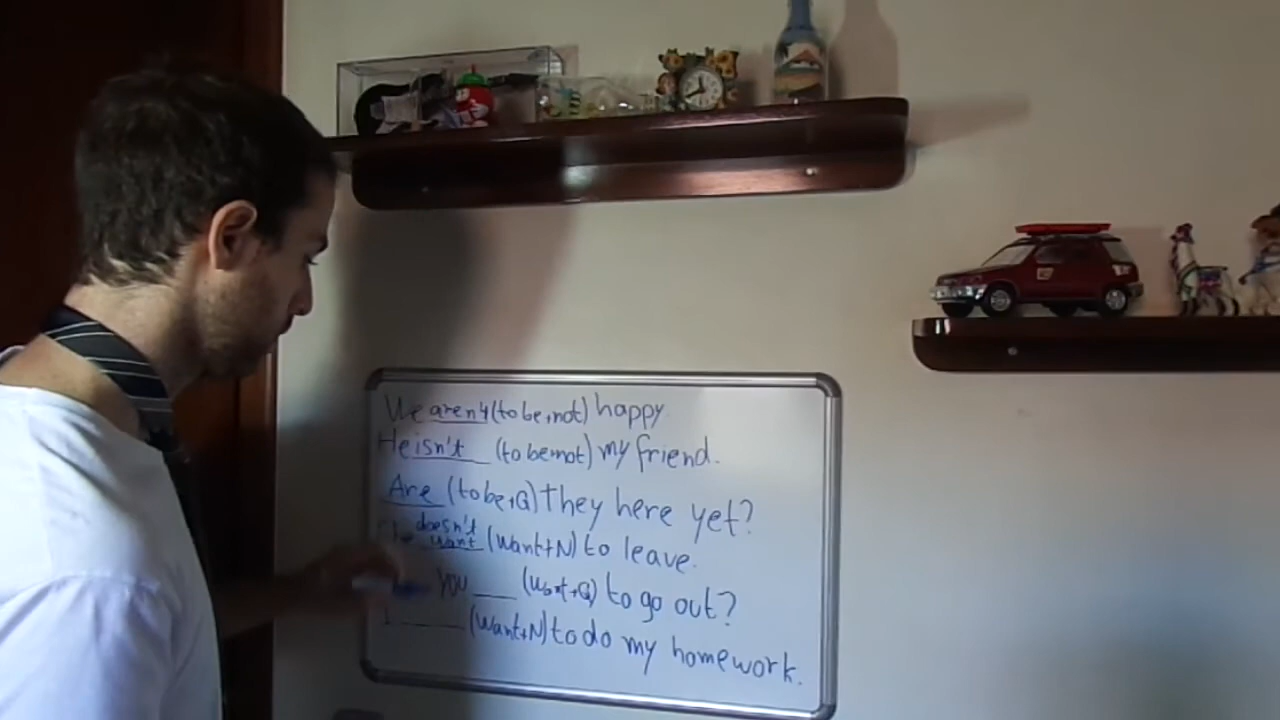 We aren't (to be+not) happy
He isn't (to be+not) my friend.
Are (to be+Q) They here yet?
doesn't
want (Want+N) to leave.
you ___ (want+Q) to go out?
I ___ (Want+N) to do my homework.